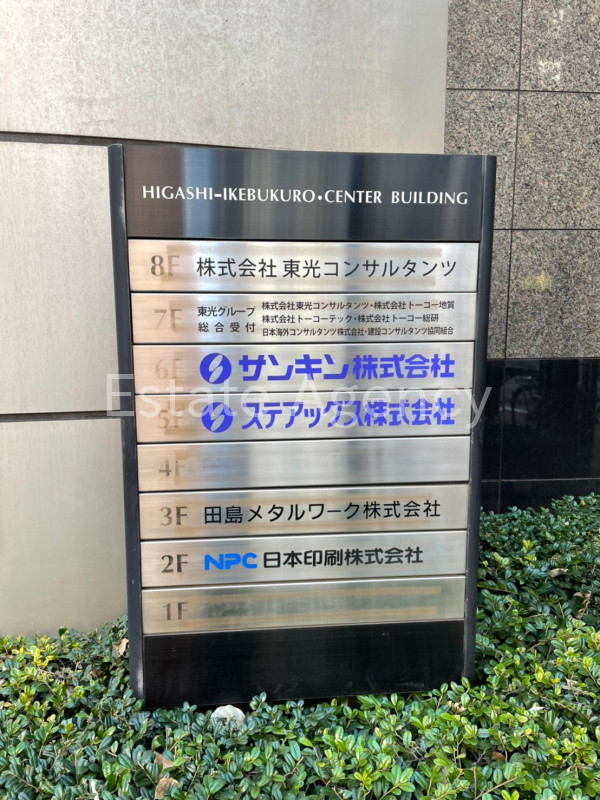 HIGASHI-IKEBUKURO・CENTER BUILDING
8F 株式会社 東光コンサルタンツ
7F 東光グループ 総合受付
株式会社東光コンサルタンツ・株式会社トーコー地質
株式会社トーコーテック・株式会社トーコー総研
日本海外コンサルタンツ株式会社・建設コンサルタンツ協同組合
6F サンキン株式会社
5F ステアックス株式会社
Estate Agency
4F
3F 田島メタルワーク株式会社
2F NPC 日本印刷株式会社
1F